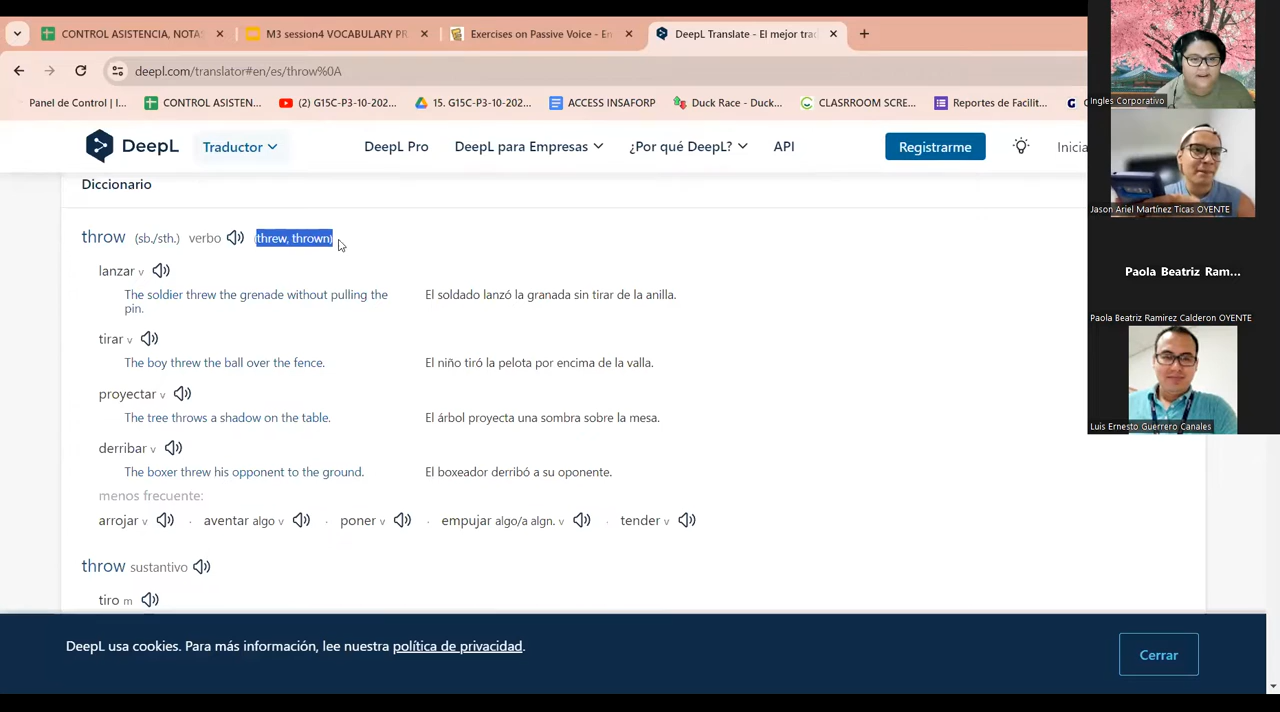 CONTROL ASISTENCIA, NOTAS
M3 session4 VOCABULARY PR
Exercises on Passive Voice - En
DeepL Translate - El mejor tra
deepl.com/translator#en/es/throw%0A
Panel de Control | I...
CONTROL ASISTEN...
(2) G15C-P3-10-202...
15. G15C-P3-10-202...
ACCESS INSAFORP
Duck Race - Duck...
CLASRROOM SCRE...
Reportes de Facilit...
DeepL
Traductor
DeepL Pro
DeepL para Empresas
¿Por qué DeepL?
API
Registrarme
Inicia
Diccionario
throw (sb./sth.) verbo (threw, thrown)
lanzar v
The soldier threw the grenade without pulling the
pin.
El soldado lanzó la granada sin tirar de la anilla.
tirar v
The boy threw the ball over the fence.
El niño tiró la pelota por encima de la valla.
proyectar v
The tree throws a shadow on the table.
El árbol proyecta una sombra sobre la mesa.
derribar v
The boxer threw his opponent to the ground.
El boxeador derribó a su oponente.
menos frecuente:
arrojar v · aventar algo v · poner v · empujar algo/a algn. v · tender v
throw sustantivo
tiro m
DeepL usa cookies. Para más información, lee nuestra política de privacidad.
Cerrar
Ingles Corporativo
Jason Ariel Martínez Ticas OYENTE
Paola Beatriz Ram...
Paola Beatriz Ramirez Calderon OYENTE
Luis Ernesto Guerrero Canales